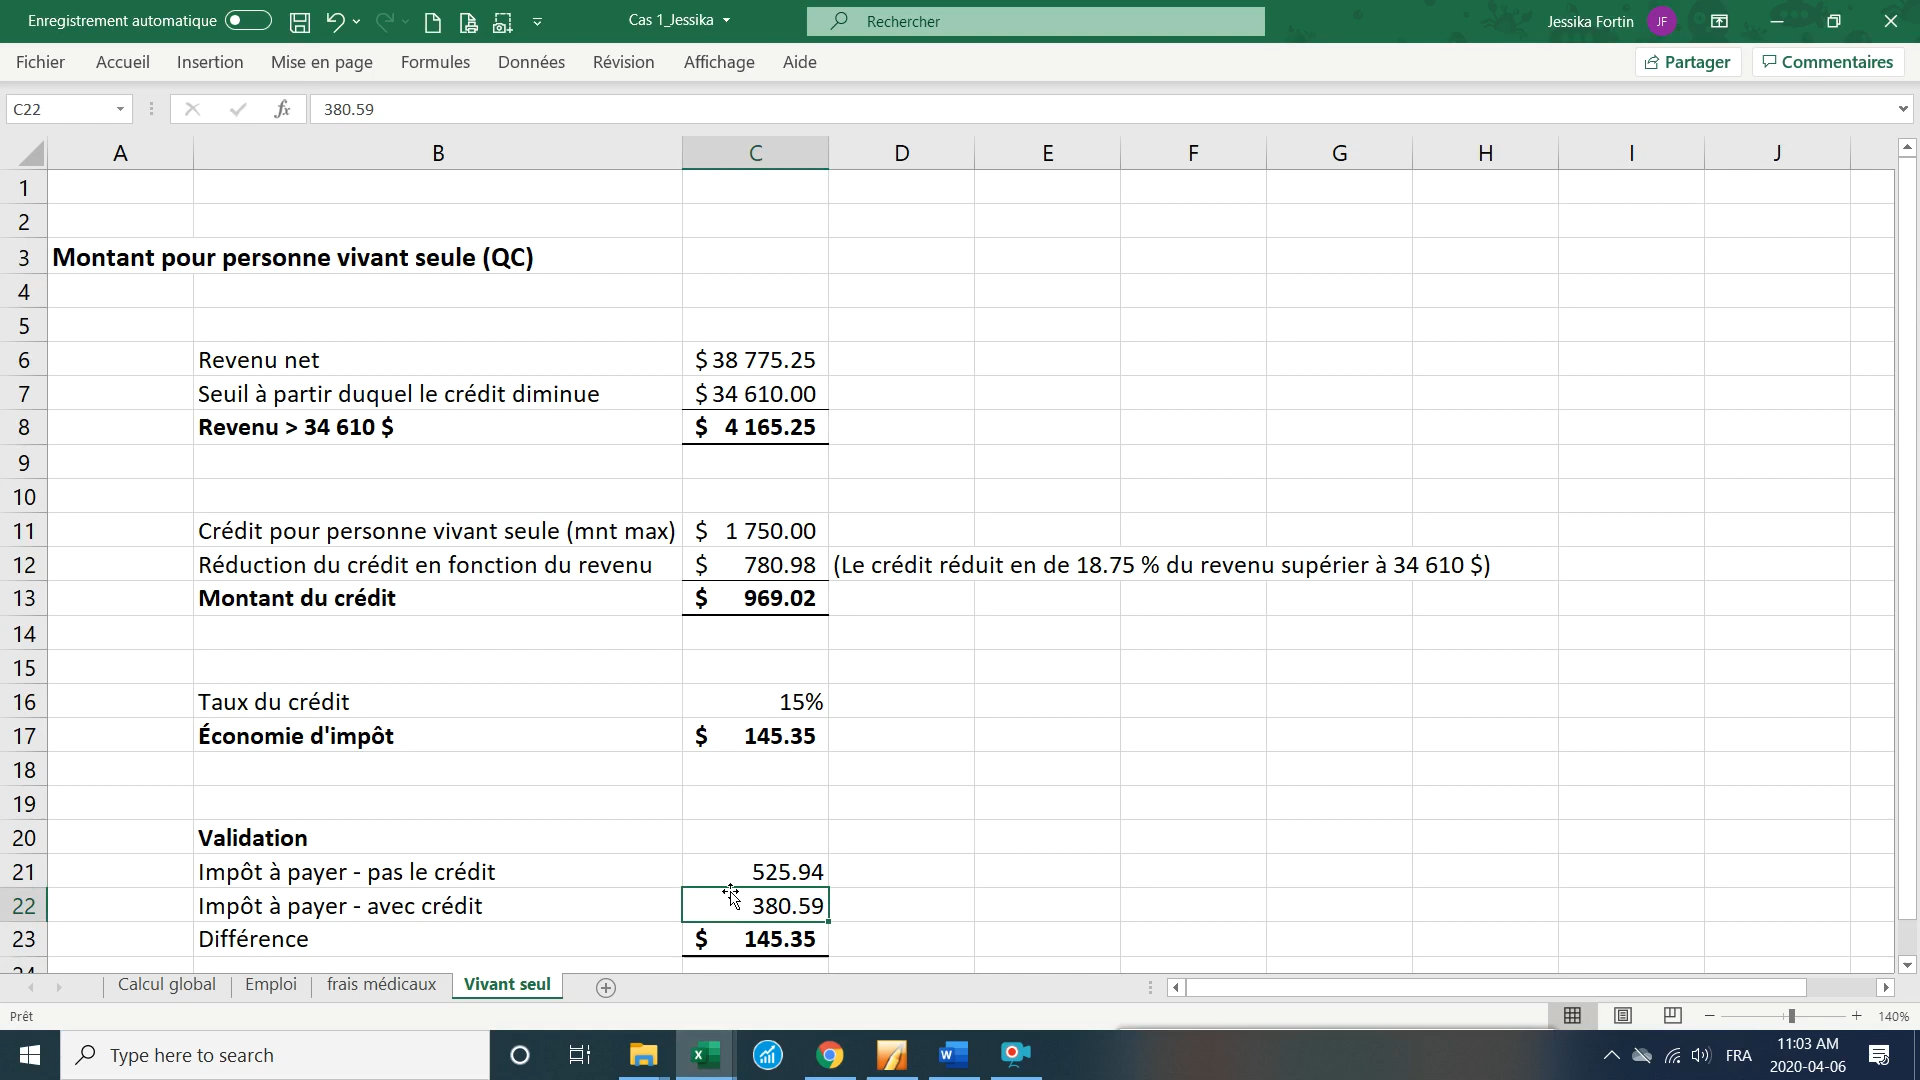 Enregistrement automatique
Cas 1_Jessika
Rechercher
Jessika Fortin
JF
Fichier Accueil Insertion Mise en page Formules Données Révision Affichage Aide
Partager Commentaires
C22 fx 380.59
A B C D E F G H I J
1
2
3 Montant pour personne vivant seule (QC)
4
5
6 Revenu net $ 38 775.25
7 Seuil à partir duquel le crédit diminue $ 34 610.00
8 Revenu > 34 610 $ $ 4 165.25
9
10
11 Crédit pour personne vivant seule (mnt max) $ 1 750.00
12 Réduction du crédit en fonction du revenu $ 780.98 (Le crédit réduit en de 18.75 % du revenu supérier à 34 610 $)
13 Montant du crédit $ 969.02
14
15
16 Taux du crédit 15%
17 Économie d'impôt $ 145.35
18
19
20 Validation
21 Impôt à payer - pas le crédit 525.94
22 Impôt à payer - avec crédit 380.59
23 Différence $ 145.35
24
Calcul global Emploi frais médicaux Vivant seul
Prêt
140%
Type here to search
FRA
11:03 AM
2020-04-06